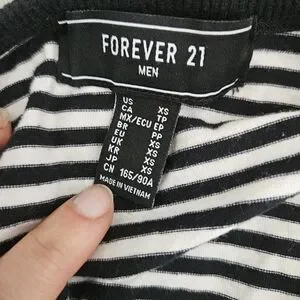 FOREVER 21
MEN
US XS
CA TP
MX/ECU EP
BR PP
EU XS
UK XS
KR XS
JP XS
CN 165/90A
MADE IN VIETNAM